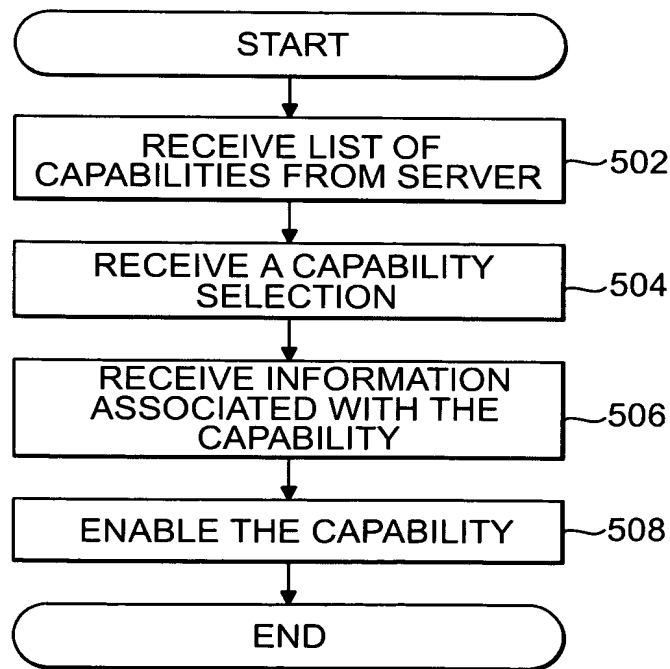 START
RECEIVE LIST OF
CAPABILITIES FROM SERVER
502
RECEIVE A CAPABILITY
SELECTION
504
RECEIVE INFORMATION
ASSOCIATED WITH THE
CAPABILITY
506
ENABLE THE CAPABILITY
508
END